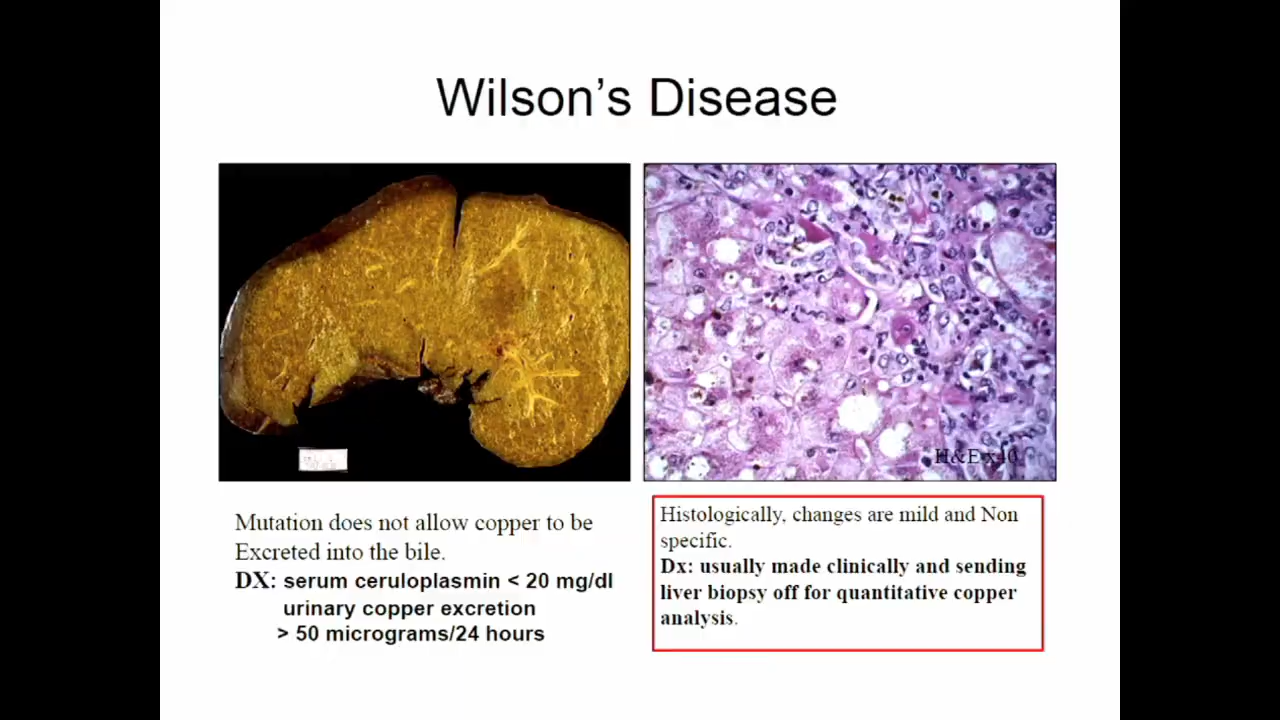 Wilson's Disease
H&E x40
Mutation does not allow copper to be
Excreted into the bile.
DX: serum ceruloplasmin < 20 mg/dl
urinary copper excretion
> 50 micrograms/24 hours
Histologically, changes are mild and Non
specific.
Dx: usually made clinically and sending
liver biopsy off for quantitative copper
analysis.